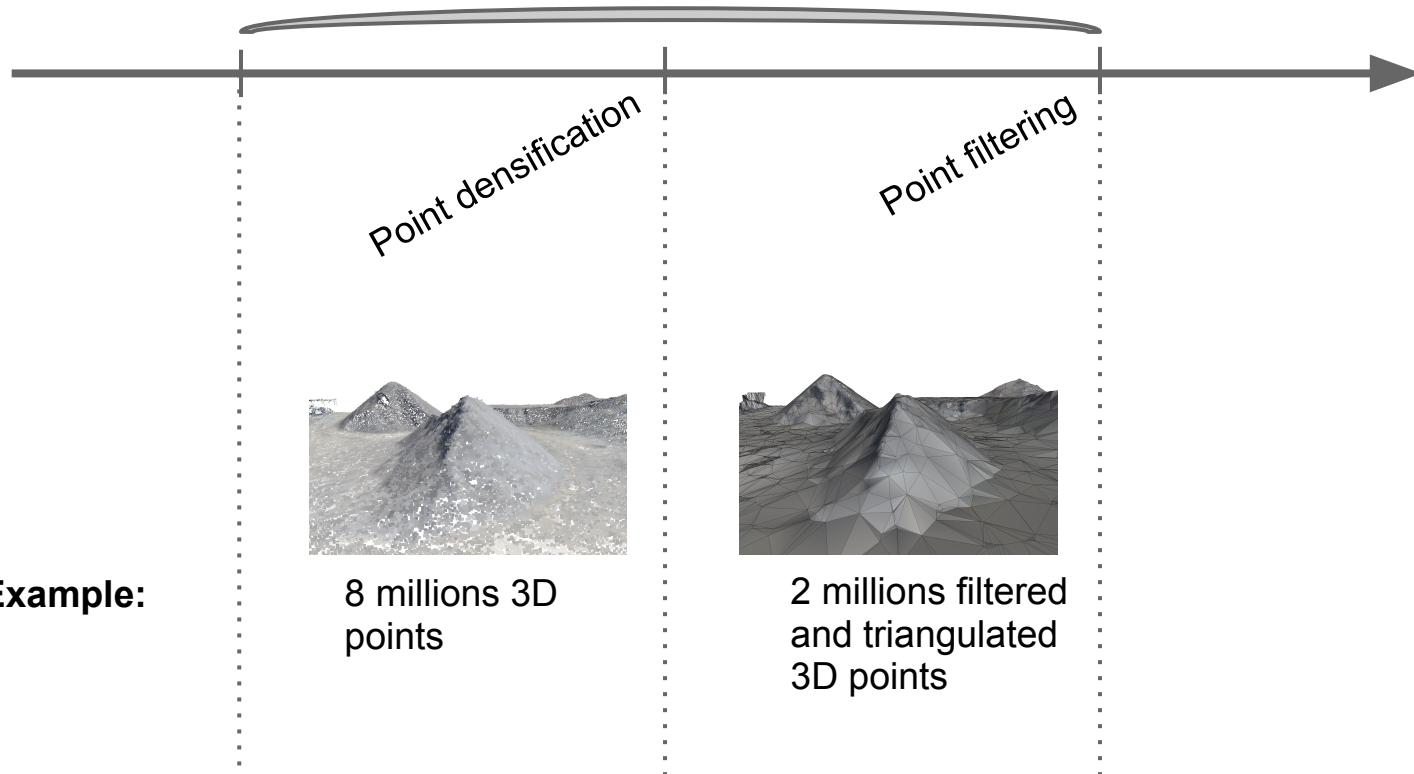 Point densification
Point filtering
Example:
8 millions 3D
points
2 millions filtered
and triangulated
3D points